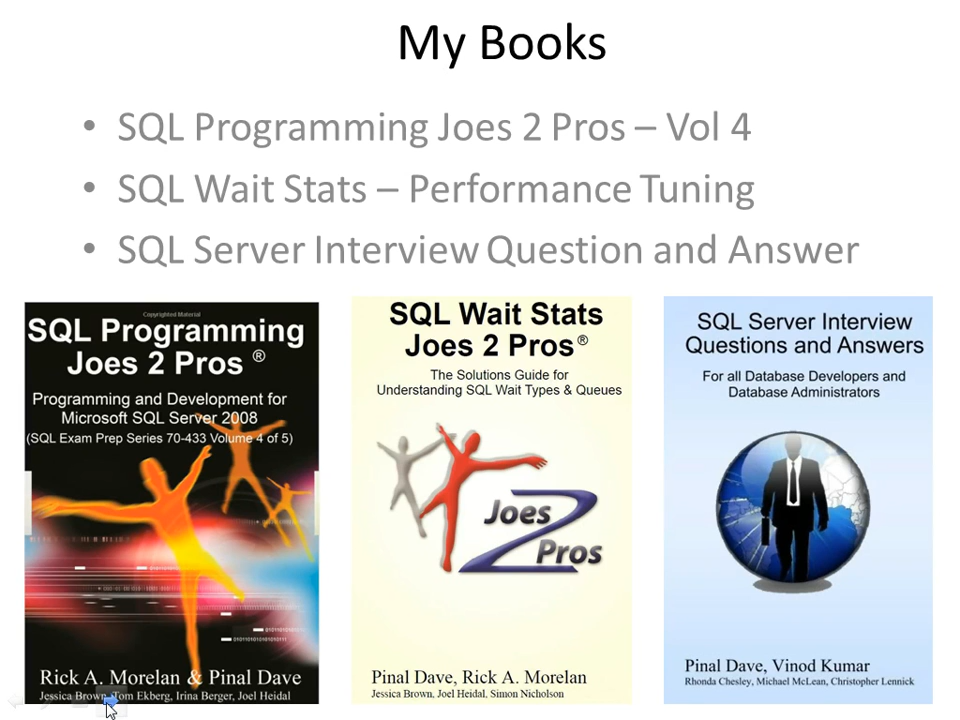 My Books
• SQL Programming Joes 2 Pros – Vol 4
• SQL Wait Stats – Performance Tuning
• SQL Server Interview Question and Answer
Copyrighted Material
SQL Programming
Joes 2 Pros ®
Programming and Development for
Microsoft SQL Server 2008
(SQL Exam Prep Series 70-433 Volume 4 of 5)
Rick A. Morelan & Pinal Dave
Jessica Brown, Tom Ekberg, Irina Berger, Joel Heidal
SQL Wait Stats
Joes 2 Pros®
The Solutions Guide for
Understanding SQL Wait Types & Queues
Joes
2
Pros
Pinal Dave, Rick A. Morelan
Jessica Brown, Joel Heidal, Simon Nicholson
SQL Server Interview
Questions and Answers
For all Database Developers and
Database Administrators
Pinal Dave, Vinod Kumar
Rhonda Chesley, Michael McLean, Christopher Lennick